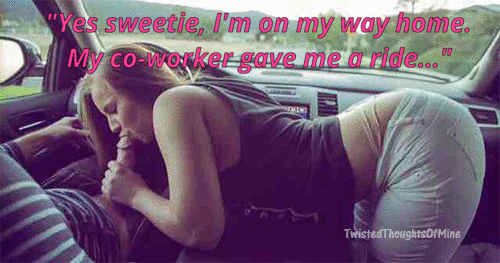 "Yes sweetie, I'm on my way home.
My co-worker gave me a ride..."
TwistedThoughtsOfMine